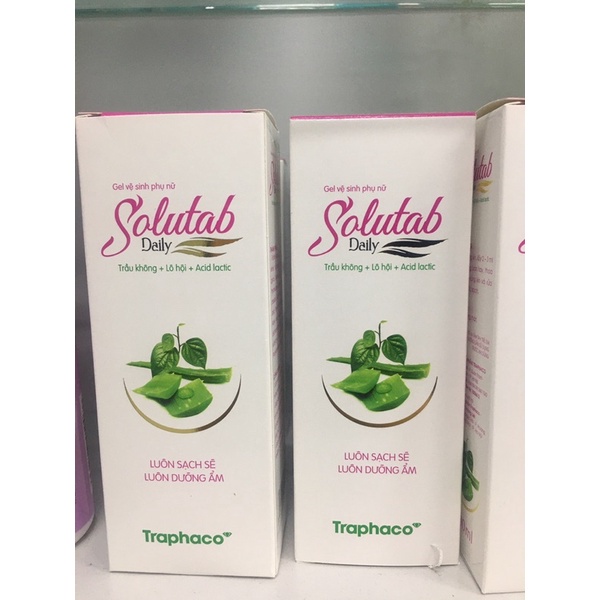 Gel vệ sinh phụ nữ
Solutab
Daily
Trầu không + Lô hội + Acid lactic
LUÔN SẠCH SẼ
LUÔN DƯỠNG ẨM
Traphaco
Gel vệ sinh phụ nữ
Solutab
Daily
Trầu không + Lô hội + Acid lactic
LUÔN SẠCH SẼ
LUÔN DƯỠNG ẨM
Traphaco